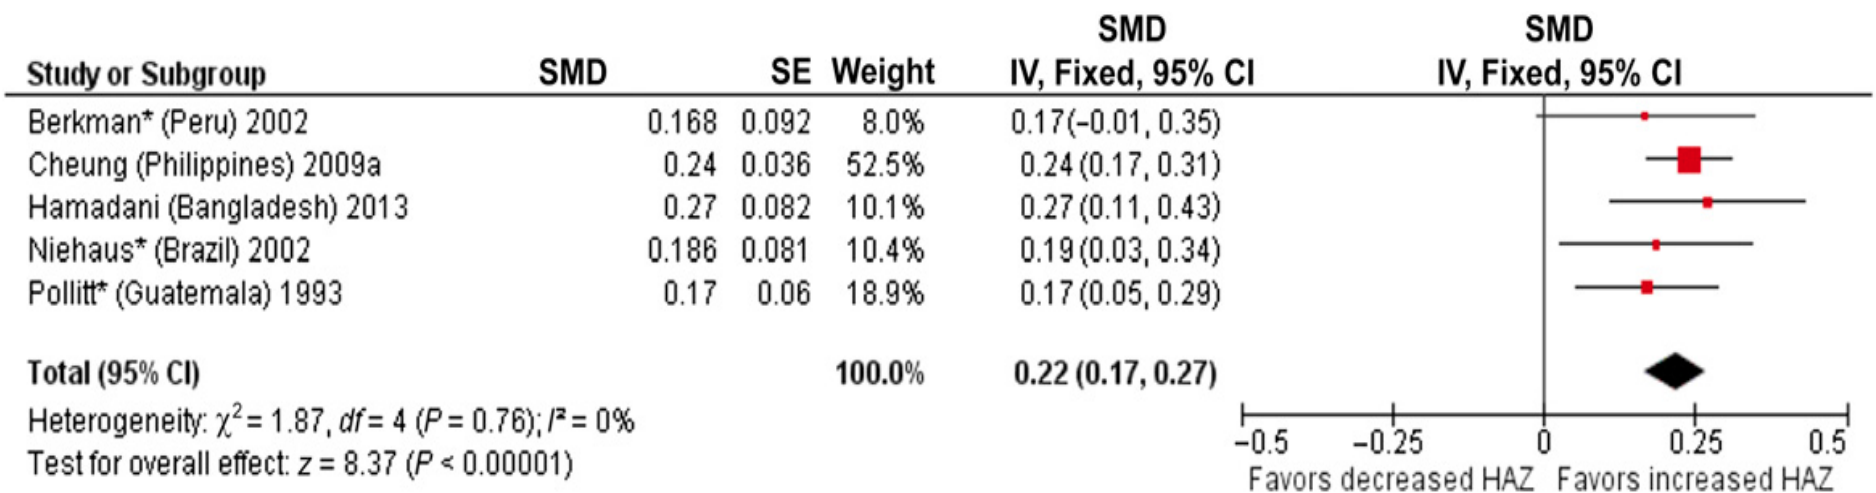 SMD SMD
Study or Subgroup SMD SE Weight IV, Fixed, 95% CI IV, Fixed, 95% CI
Berkman* (Peru) 2002 0.168 0.092 8.0% 0.17(−0.01, 0.35)
Cheung (Philippines) 2009a 0.24 0.036 52.5% 0.24 (0.17, 0.31)
Hamadani (Bangladesh) 2013 0.27 0.082 10.1% 0.27 (0.11, 0.43)
Niehaus* (Brazil) 2002 0.186 0.081 10.4% 0.19 (0.03, 0.34)
Pollitt* (Guatemala) 1993 0.17 0.06 18.9% 0.17 (0.05, 0.29)
Total (95% CI) 100.0% 0.22 (0.17, 0.27)
Heterogeneity: χ² = 1.87, df = 4 (P = 0.76); I² = 0%
−0.5 −0.25 0 0.25 0.5
Test for overall effect: z = 8.37 (P < 0.00001)
Favors decreased HAZ Favors increased HAZ